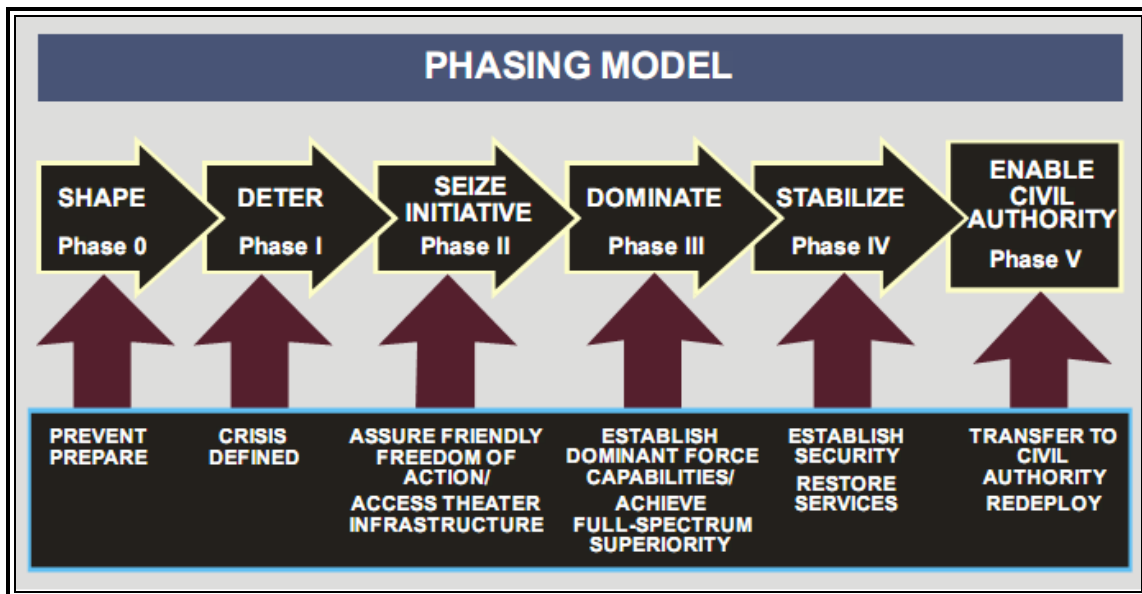 PHASING MODEL
SHAPE
Phase 0
DETER
Phase I
SEIZE
INITIATIVE
Phase II
DOMINATE
Phase III
STABILIZE
Phase IV
ENABLE
CIVIL
AUTHORITY
Phase V
PREVENT
PREPARE
CRISIS
DEFINED
ASSURE FRIENDLY
FREEDOM OF
ACTION/
ACCESS THEATER
INFRASTRUCTURE
ESTABLISH
DOMINANT FORCE
CAPABILITIES/
ACHIEVE
FULL-SPECTRUM
SUPERIORITY
ESTABLISH
SECURITY
RESTORE
SERVICES
TRANSFER TO
CIVIL
AUTHORITY
REDEPLOY